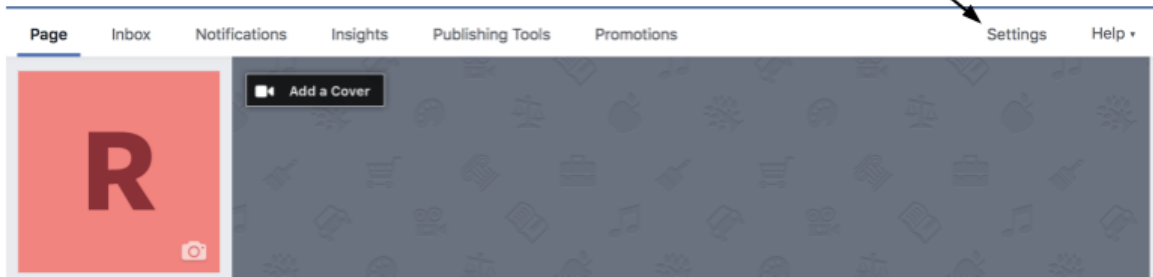 Page Inbox Notifications Insights Publishing Tools Promotions Settings Help
Add a Cover
R